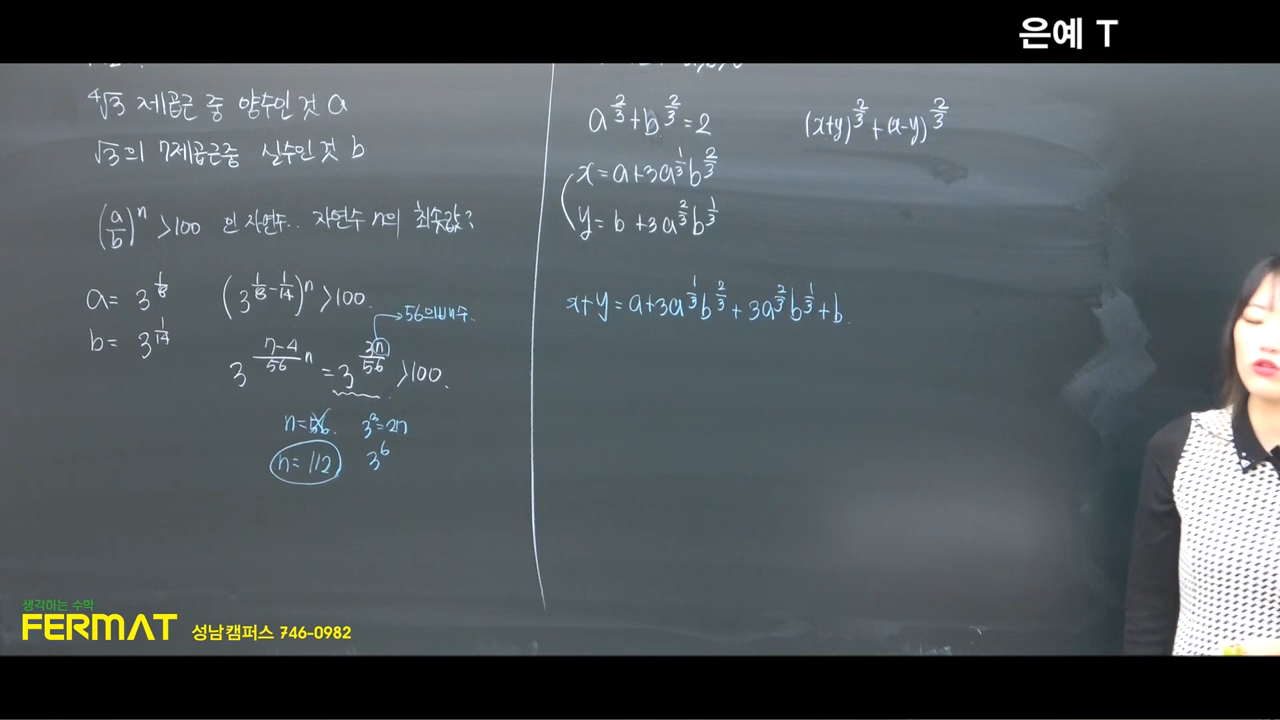 은예 T
⁴√3 제곱근 중 양수인 것 a
√3의 7제곱근중 실수인 것 b
(a/b)^n >100 인 자연수.. 자연수 n의 최솟값?
a= 3^(1/8)
b= 3^(1/14)
(3^(1/8-1/14))^n >100.
→56의배수.
3^((7-4)/56 n) = 3^(3n/56) >100.
n=56. 3^3=27
n= 112 3^6
a^(2/3)+b^(2/3)=2
(x+y)^(2/3)+(x-y)^(2/3)
x=a+3a^(1/3)b^(2/3)
y= b +3a^(2/3)b^(1/3)
x+y= a+3a^(1/3)b^(2/3) + 3a^(2/3)b^(1/3)+b.
생각하는 수학
FERMAT 성남캠퍼스 746-0982